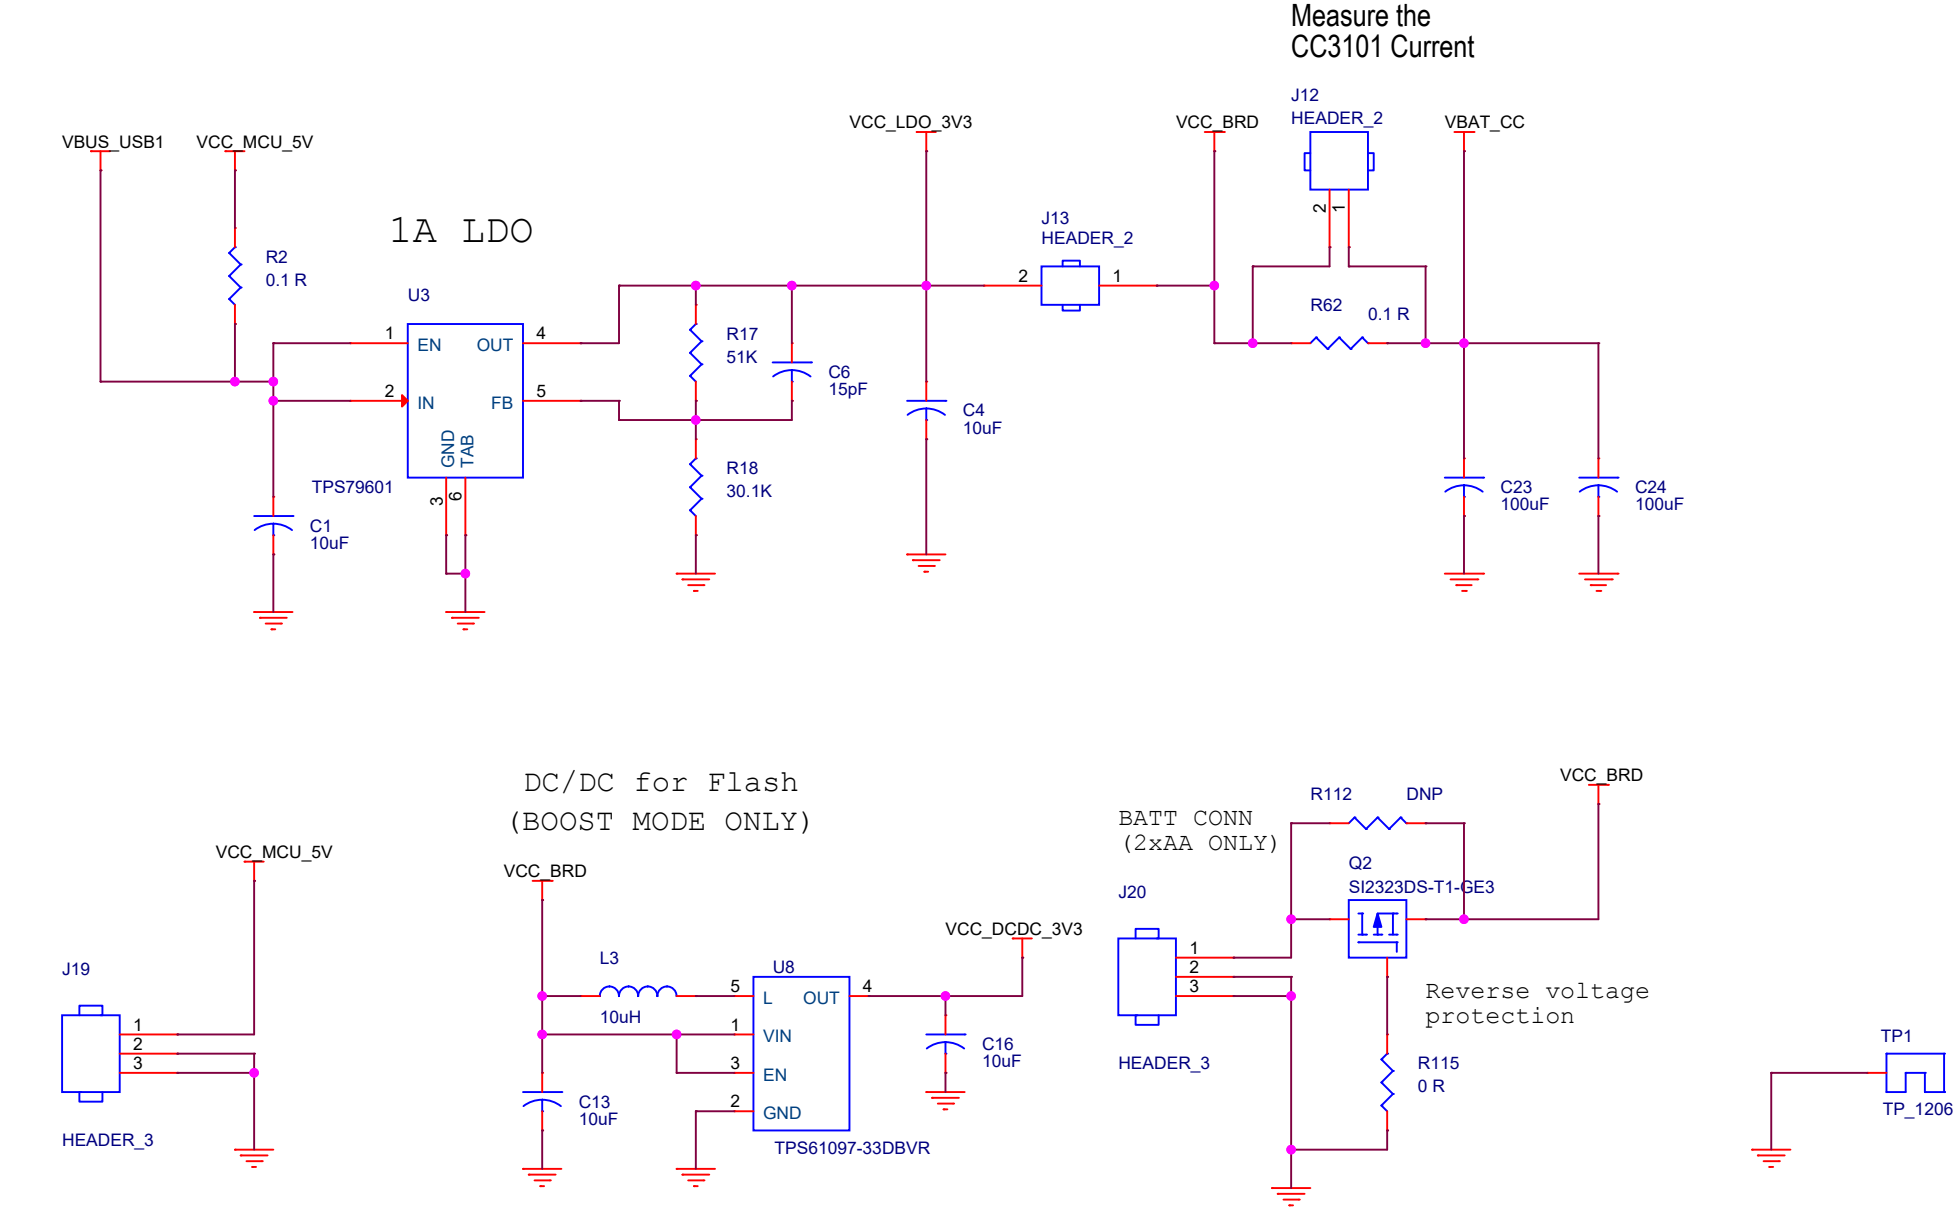 Measure the
CC3101 Current
J12
HEADER_2
VBUS_USB1
VCC_MCU_5V
VCC_LDO_3V3
VCC_BRD
VBAT_CC
2
1
1A LDO
J13
HEADER_2
2
1
R2
0.1 R
U3
R62
0.1 R
1
EN
OUT
4
2
IN
FB
5
GND
TAB
3
6
TPS79601
R17
51K
C6
15pF
C4
10uF
R18
30.1K
C1
10uF
C23
100uF
C24
100uF
DC/DC for Flash
(BOOST MODE ONLY)
VCC_BRD
R112
DNP
BATT CONN
(2xAA ONLY)
VCC_MCU_5V
VCC_BRD
Q2
SI2323DS-T1-GE3
J20
VCC_DCDC_3V3
J19
L3
10uH
U8
5
L
OUT
4
1
VIN
3
EN
2
GND
TPS61097-33DBVR
C16
10uF
C13
10uF
1
2
3
HEADER_3
1
2
3
HEADER_3
Reverse voltage
protection
R115
0 R
TP1
TP_1206